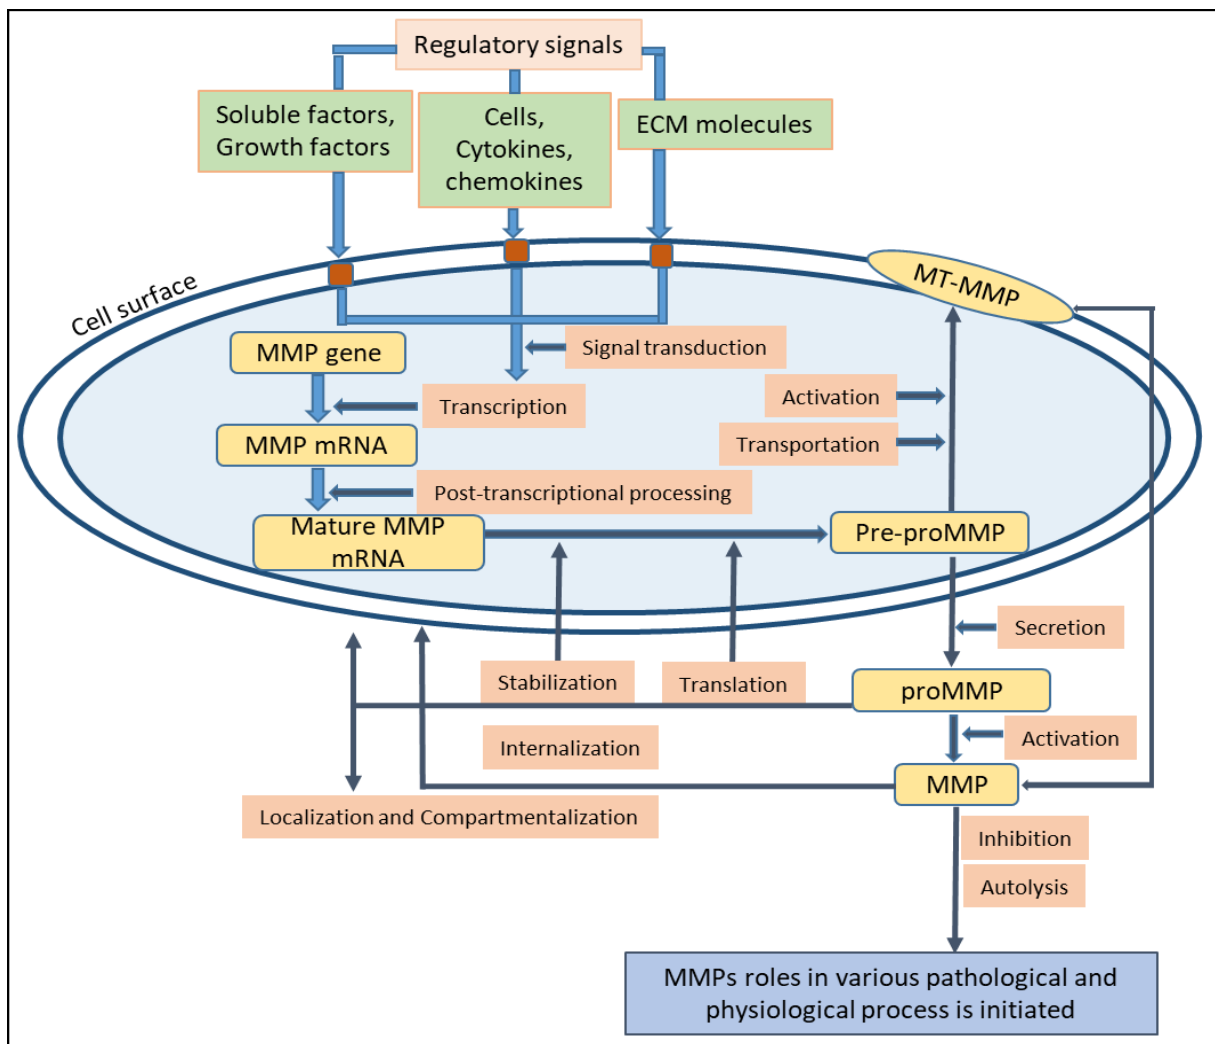 Regulatory signals
Soluble factors,
Growth factors
Cells,
Cytokines,
chemokines
ECM molecules
Cell surface
MT-MMP
MMP gene
Signal transduction
Transcription
Activation
MMP mRNA
Transportation
Post-transcriptional processing
Mature MMP
mRNA
Pre-proMMP
Secretion
Stabilization
Translation
proMMP
Internalization
Activation
MMP
Localization and Compartmentalization
Inhibition
Autolysis
MMPs roles in various pathological and
physiological process is initiated